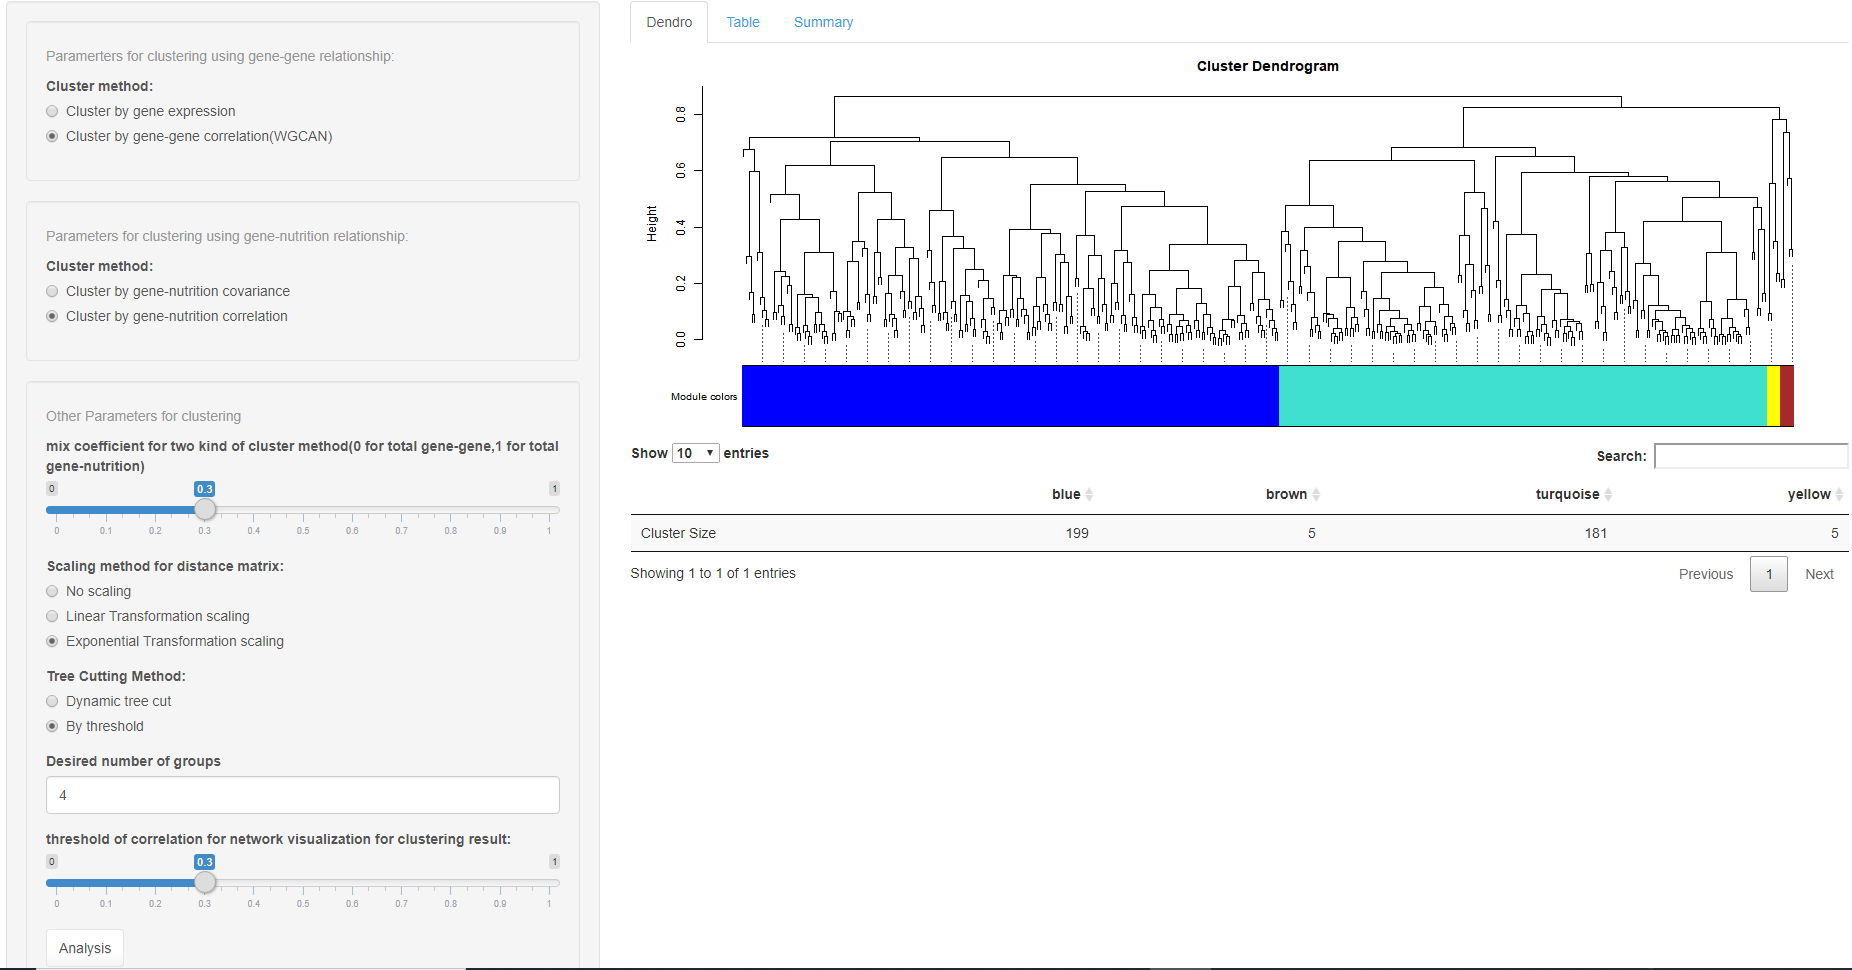 Paramerters for clustering using gene-gene relationship:
Cluster method:
Cluster by gene expression
Cluster by gene-gene correlation(WGCAN)
Parameters for clustering using gene-nutrition relationship:
Cluster method:
Cluster by gene-nutrition covariance
Cluster by gene-nutrition correlation
Other Parameters for clustering
mix coefficient for two kind of cluster method(0 for total gene-gene,1 for total
gene-nutrition)
0 0.3 1
0 0.1 0.2 0.3 0.4 0.5 0.6 0.7 0.8 0.9 1
Scaling method for distance matrix:
No scaling
Linear Transformation scaling
Exponential Transformation scaling
Tree Cutting Method:
Dynamic tree cut
By threshold
Desired number of groups
4
threshold of correlation for network visualization for clustering result:
0 0.3 1
0 0.1 0.2 0.3 0.4 0.5 0.6 0.7 0.8 0.9 1
Analysis
Dendro Table Summary
Cluster Dendrogram
Height
0.8
0.6
0.4
0.2
0.0
Module colors
Show 10 entries
Search:
blue brown turquoise yellow
Cluster Size 199 5 181 5
Showing 1 to 1 of 1 entries
Previous 1 Next